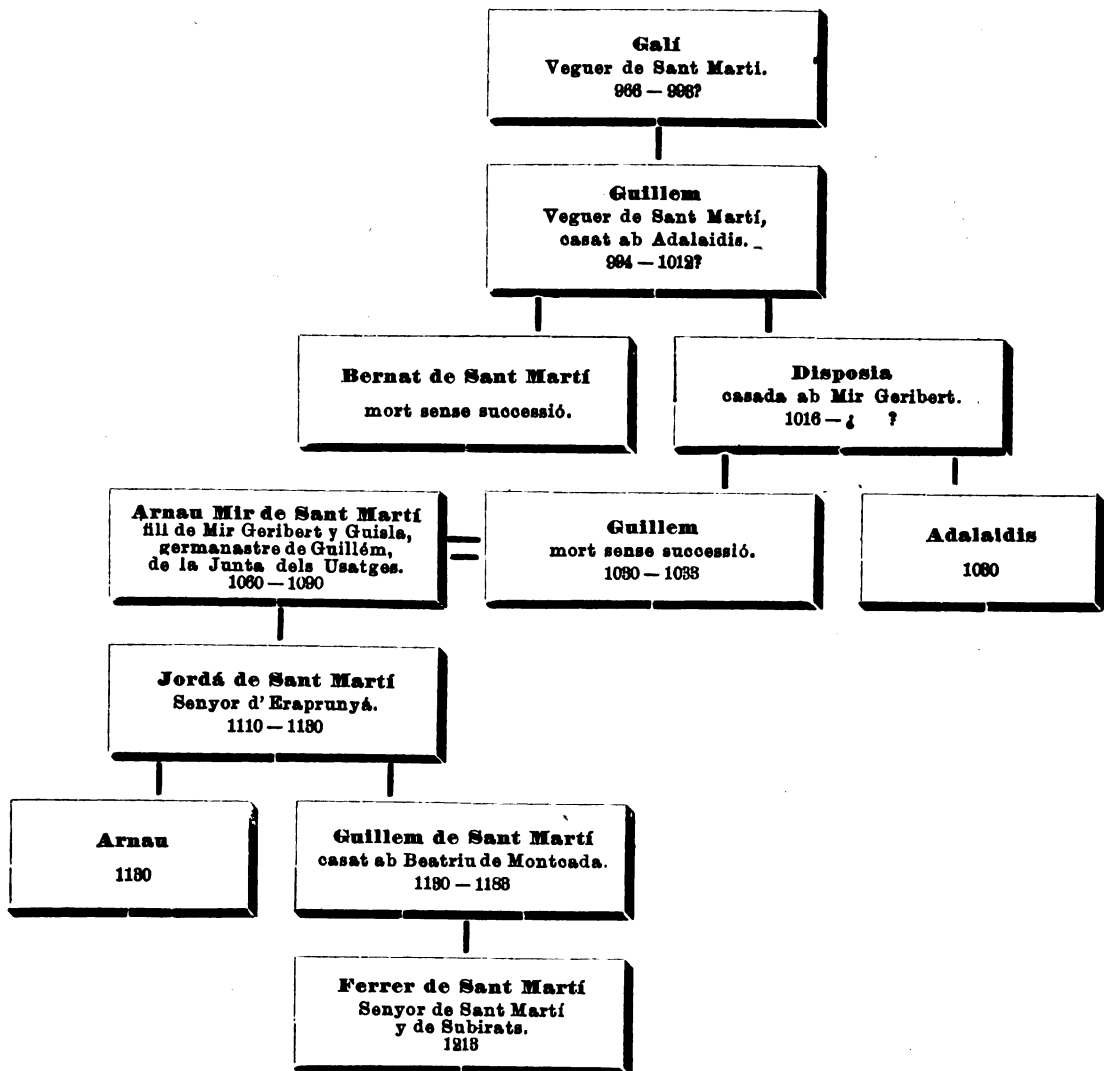 Galí
Veguer de Sant Marti.
966 — 998?
Guillem
Veguer de Sant Martí,
casat ab Adalaidis.
994 — 1012?
Bernat de Sant Martí
mort sense successió.
Disposia
casada ab Mir Geribert.
1016 — ¿ ?
Arnau Mir de Sant Martí
fill de Mir Geribert y Guisla,
germanastre de Guillém,
de la Junta dels Usatges.
1060 — 1090
Guillem
mort sense successió.
1030 — 1033
Adalaidis
1030
Jordá de Sant Martí
Senyor d'Eraprunyá.
1110 — 1130
Arnau
1130
Guillem de Sant Martí
casat ab Beatriu de Montcada.
1130 — 1183
Ferrer de Sant Martí
Senyor de Sant Martí
y de Subirats.
1213